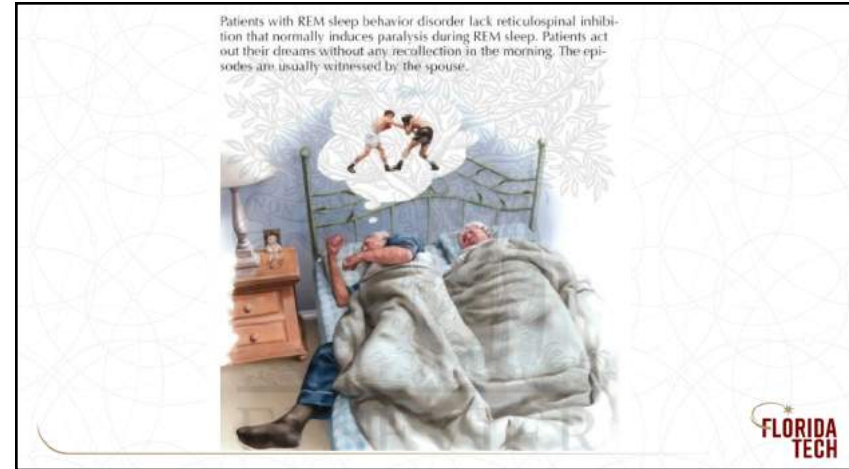 Patients with REM sleep behavior disorder lack reticulospinal inhibi-
tion that normally induces paralysis during REM sleep. Patients act
out their dreams without any recollection in the morning. The epi-
sodes are usually witnessed by the spouse.
FLORIDA
TECH